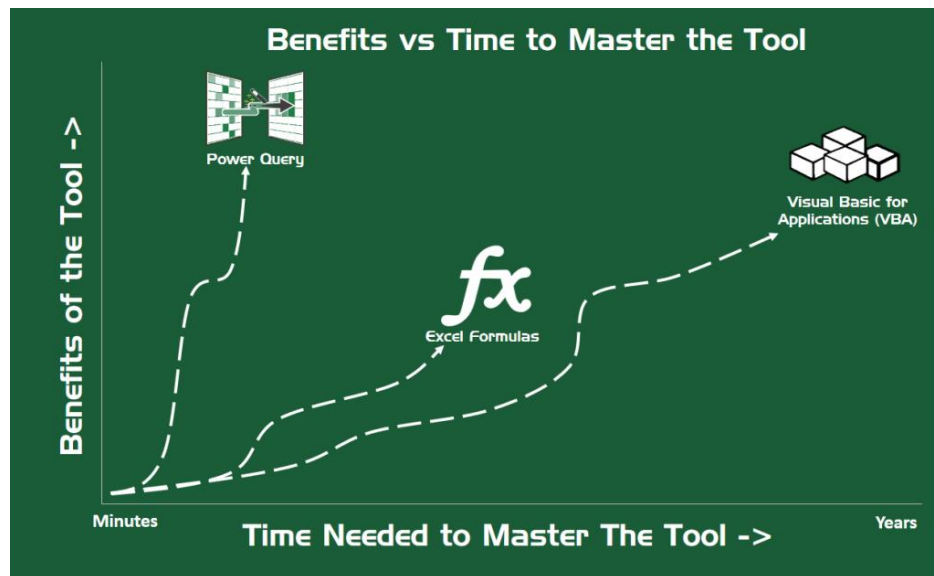 Benefits vs Time to Master the Tool
Power Query
Visual Basic for
Applications (VBA)
fx
Excel Formulas
Benefits of the Tool ->
Minutes
Years
Time Needed to Master The Tool ->